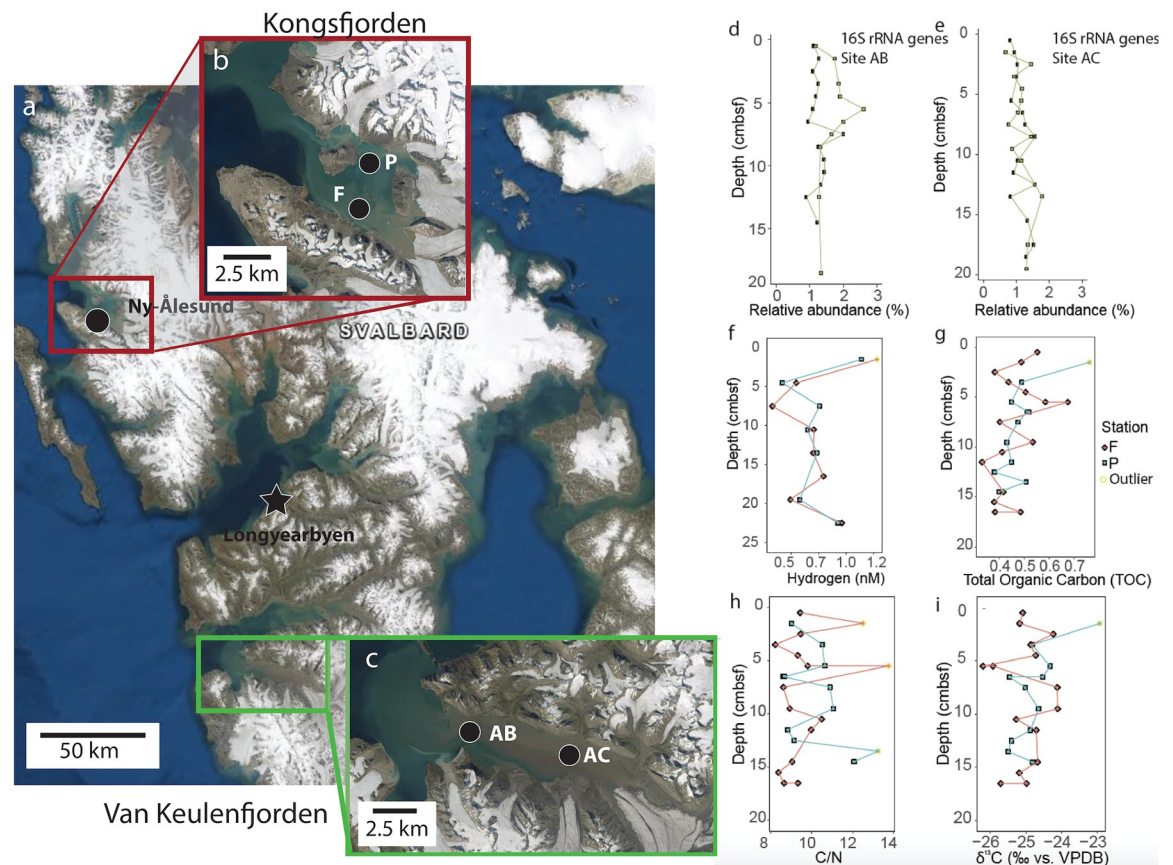 Kongsfjorden
a
b
P
F
2.5 km
Ny-Ålesund
SVALBARD
Longyearbyen
50 km
Van Keulenfjorden
c
AB
AC
2.5 km
d
16S rRNA genes
Site AB
0
5
10
15
20
Depth (cmbsf)
0 1 2 3
Relative abundance (%)
e
16S rRNA genes
Site AC
0
5
10
15
20
Depth (cmbsf)
0 1 2 3
Relative abundance (%)
f
0
5
10
15
20
25
Depth (cmbsf)
0.5 0.7 1.0 1.2
Hydrogen (nM)
g
0
5
10
15
20
Depth (cmbsf)
0.4 0.5 0.6 0.7
Total Organic Carbon (TOC)
Station
F
P
Outlier
h
0
5
10
15
20
Depth (cmbsf)
8 10 12 14
C/N
i
0
5
10
15
20
Depth (cmbsf)
−26 −25 −24 −23
δ¹³C (‰ vs. VPDB)